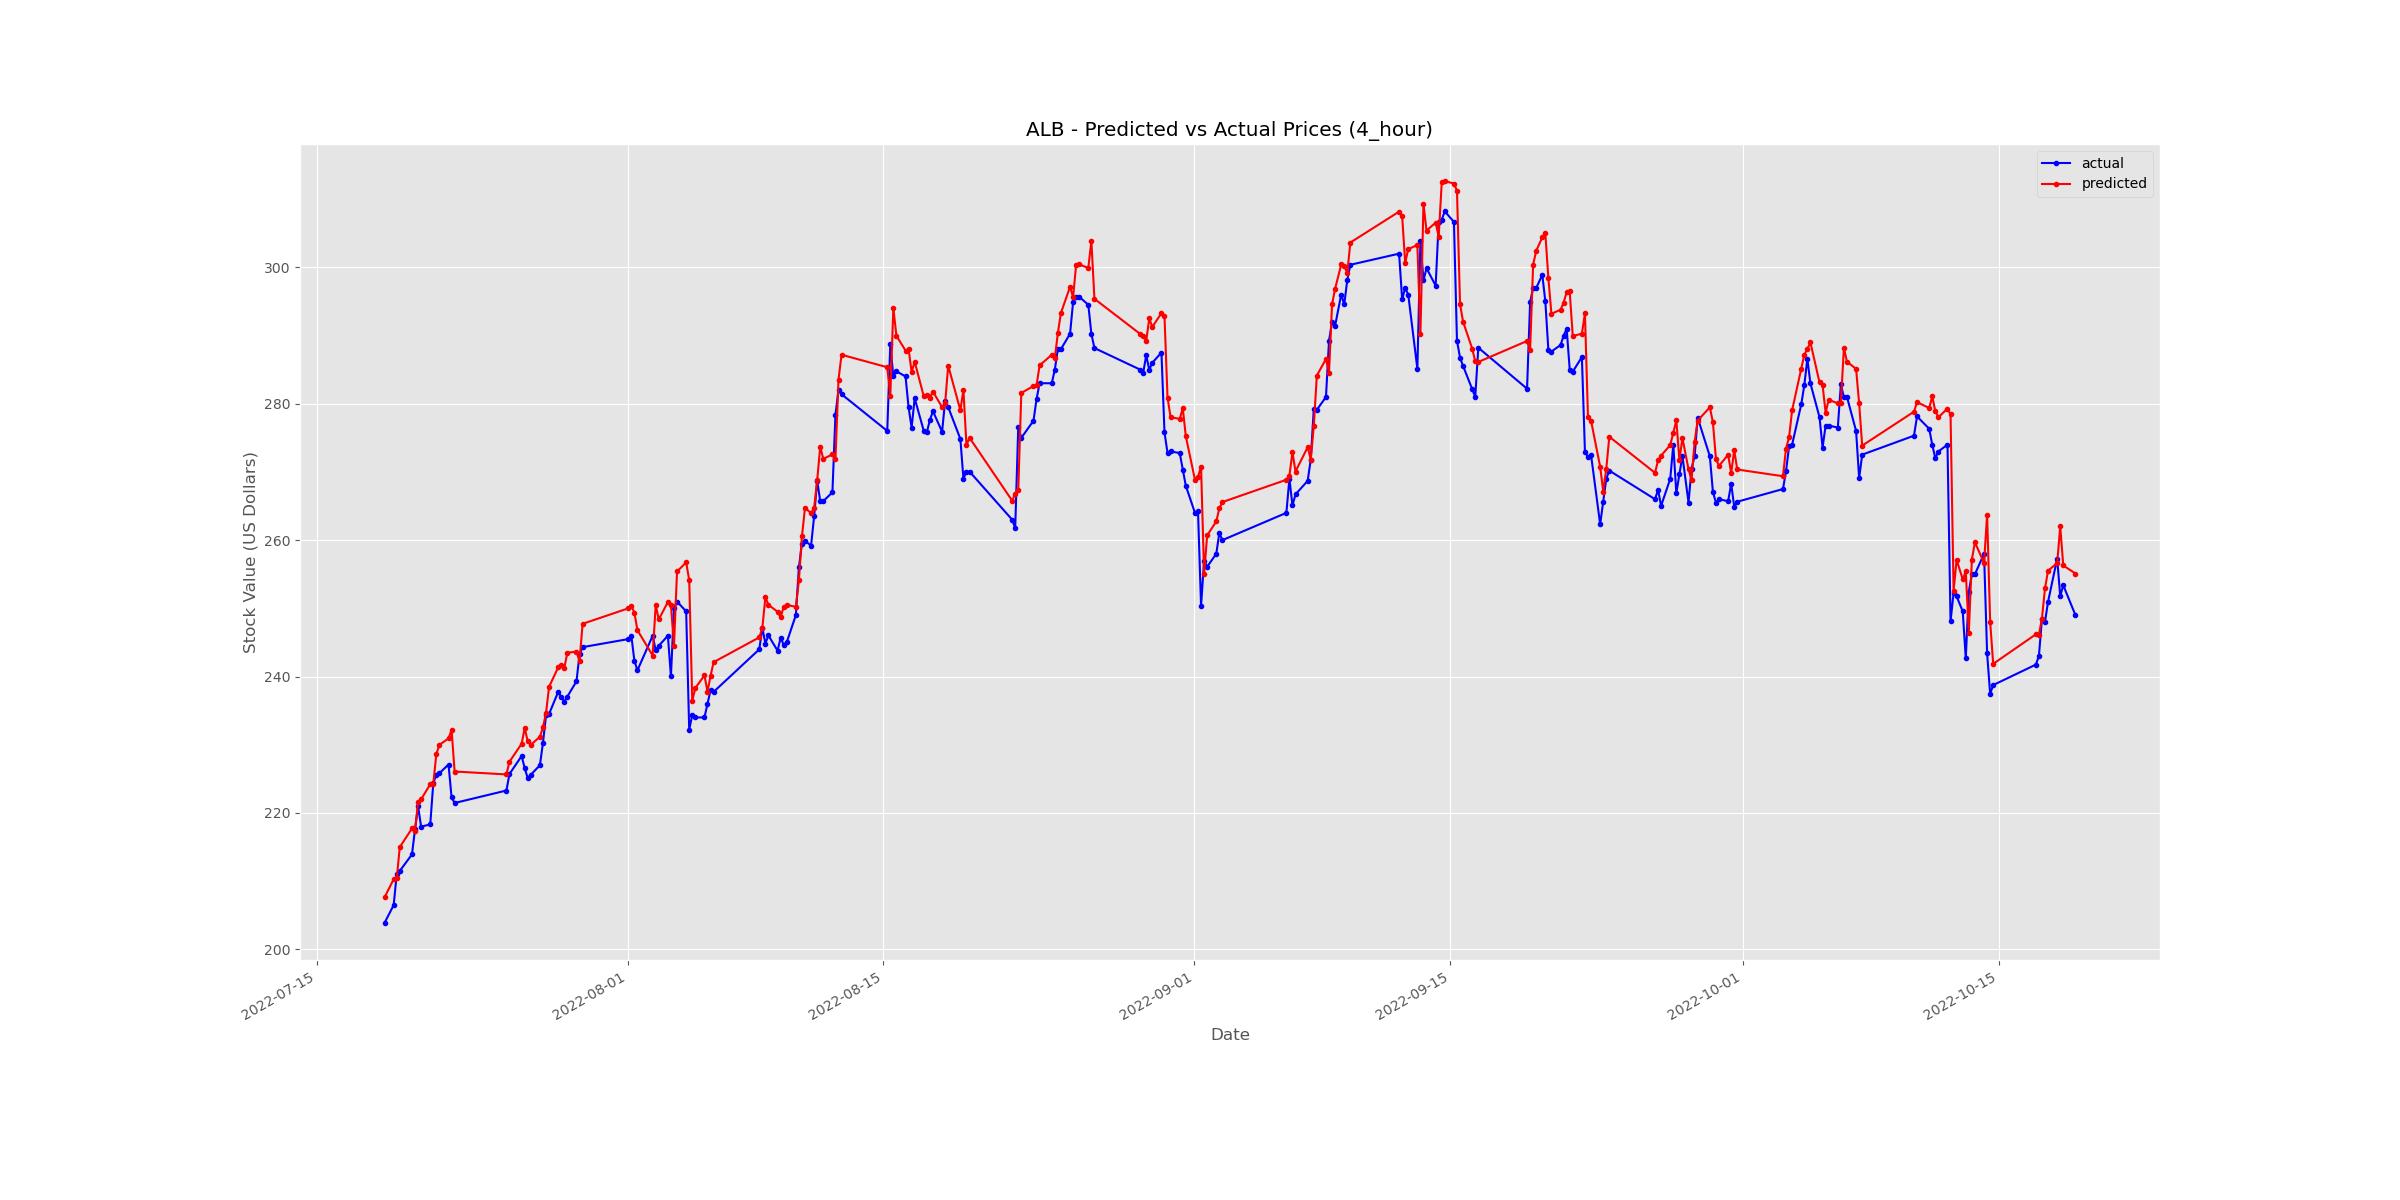 ALB - Predicted vs Actual Prices (4_hour)
actual
predicted
Stock Value (US Dollars)
300
280
260
240
220
200
2022-07-15
2022-08-01
2022-08-15
2022-09-01
2022-09-15
2022-10-01
2022-10-15
Date